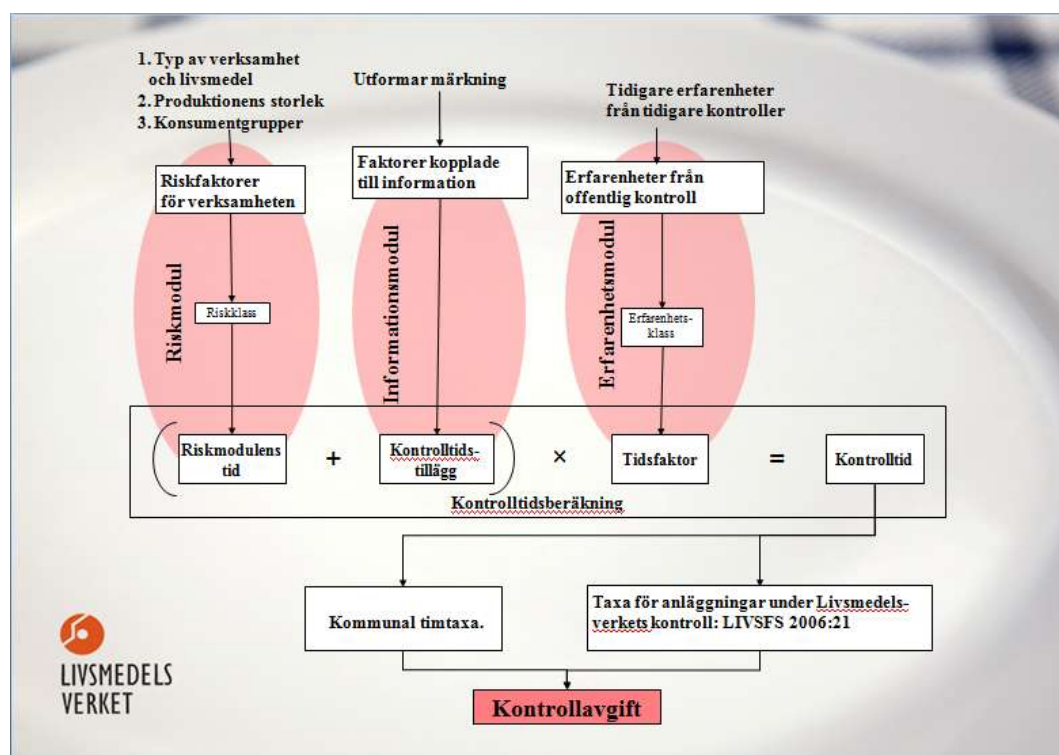 1. Typ av verksamhet
och livsmedel
2. Produktionens storlek
3. Konsumentgrupper
Utformar märkning
Tidigare erfarenheter
från tidigare kontroller
Riskfaktorer
för verksamheten
Faktorer kopplade
till information
Erfarenheter från
offentlig kontroll
Riskmodul
Informationsmodul
Erfarenhetsmodul
Riskklass
Erfarenhets-
klass
( Riskmodulens
tid
+
Kontrolltids-
tillägg )
×
Tidsfaktor
=
Kontrolltid
Kontrolltidsberäkning
Kommunal timtaxa.
Taxa för anläggningar under Livsmedels-
verkets kontroll: LIVSFS 2006:21
Kontrollavgift
LIVSMEDELS
VERKET